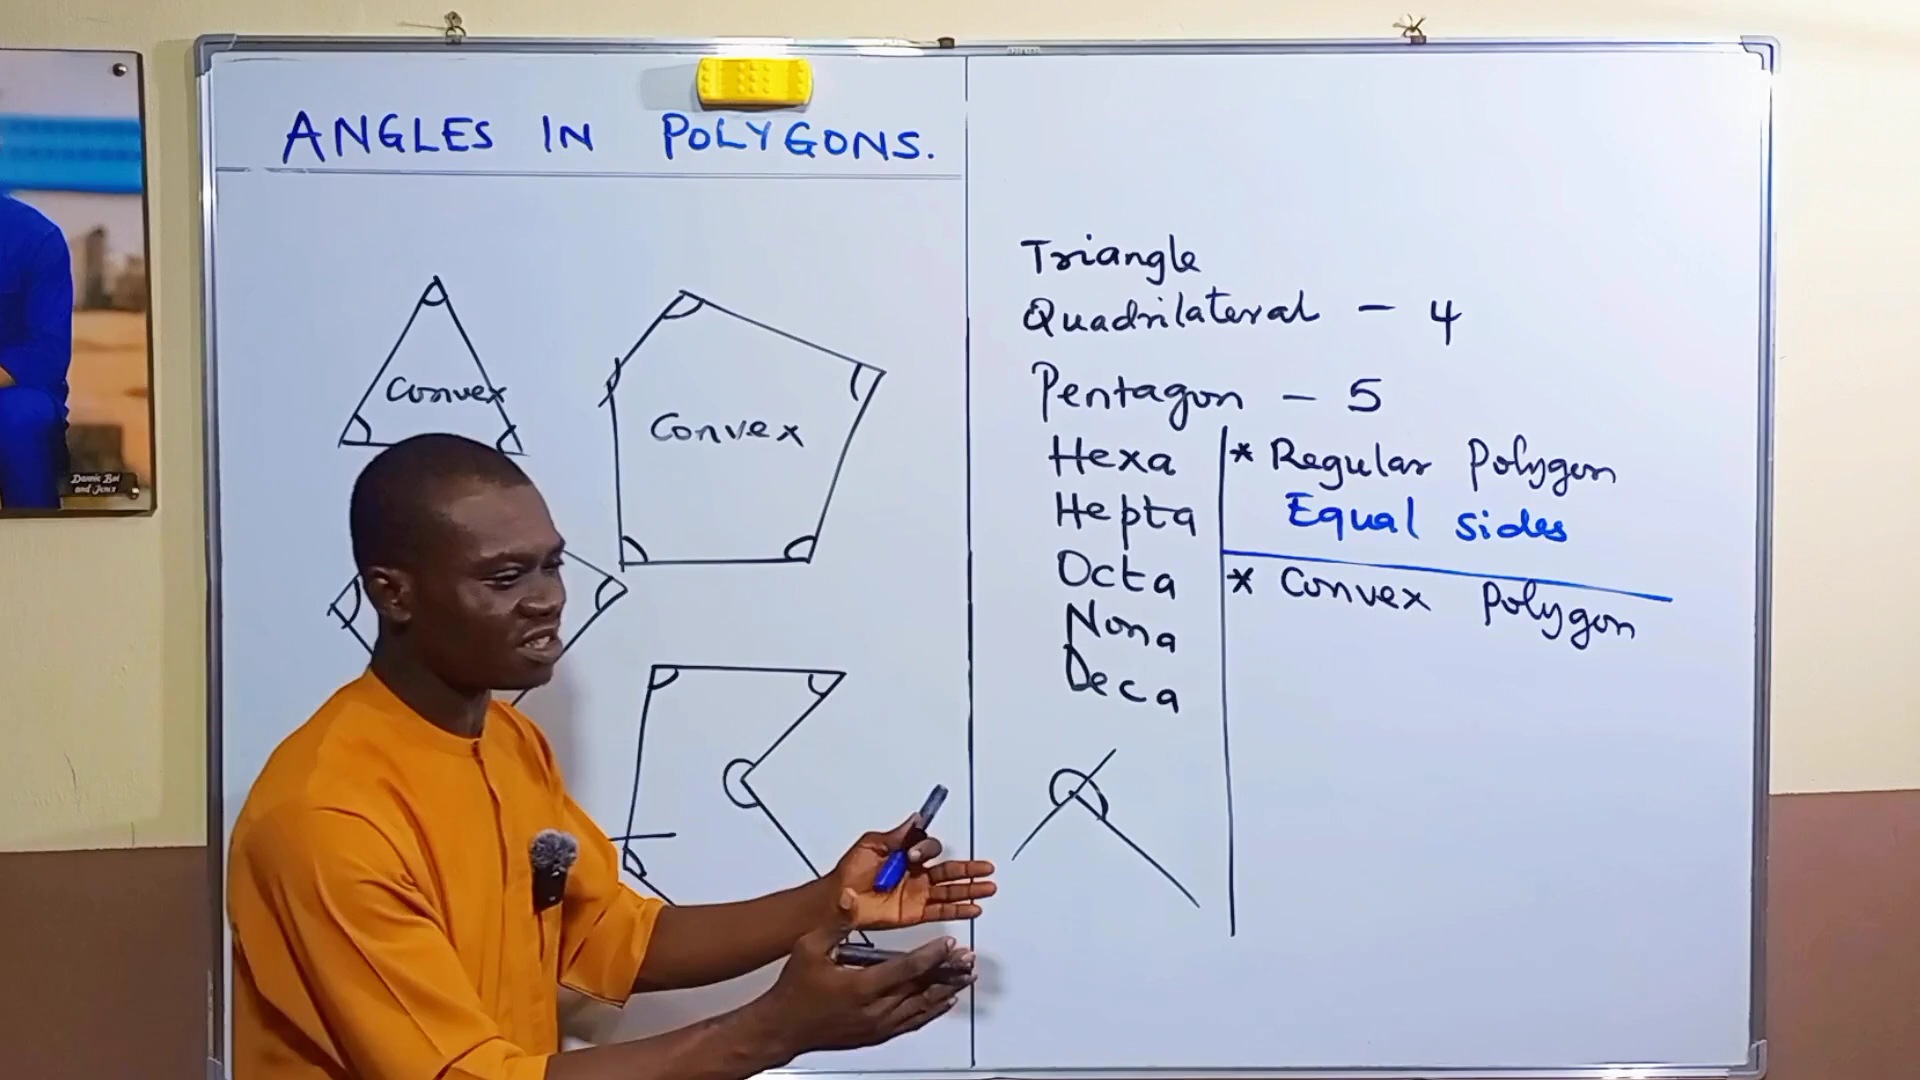 ANGLES IN POLYGONS.
Convex
Convex
Triangle
Quadrilateral - 4
Pentagon - 5
Hexa
Hepta
Octa
Nona
Deca
* Regular Polygon
Equal sides
* Convex Polygon